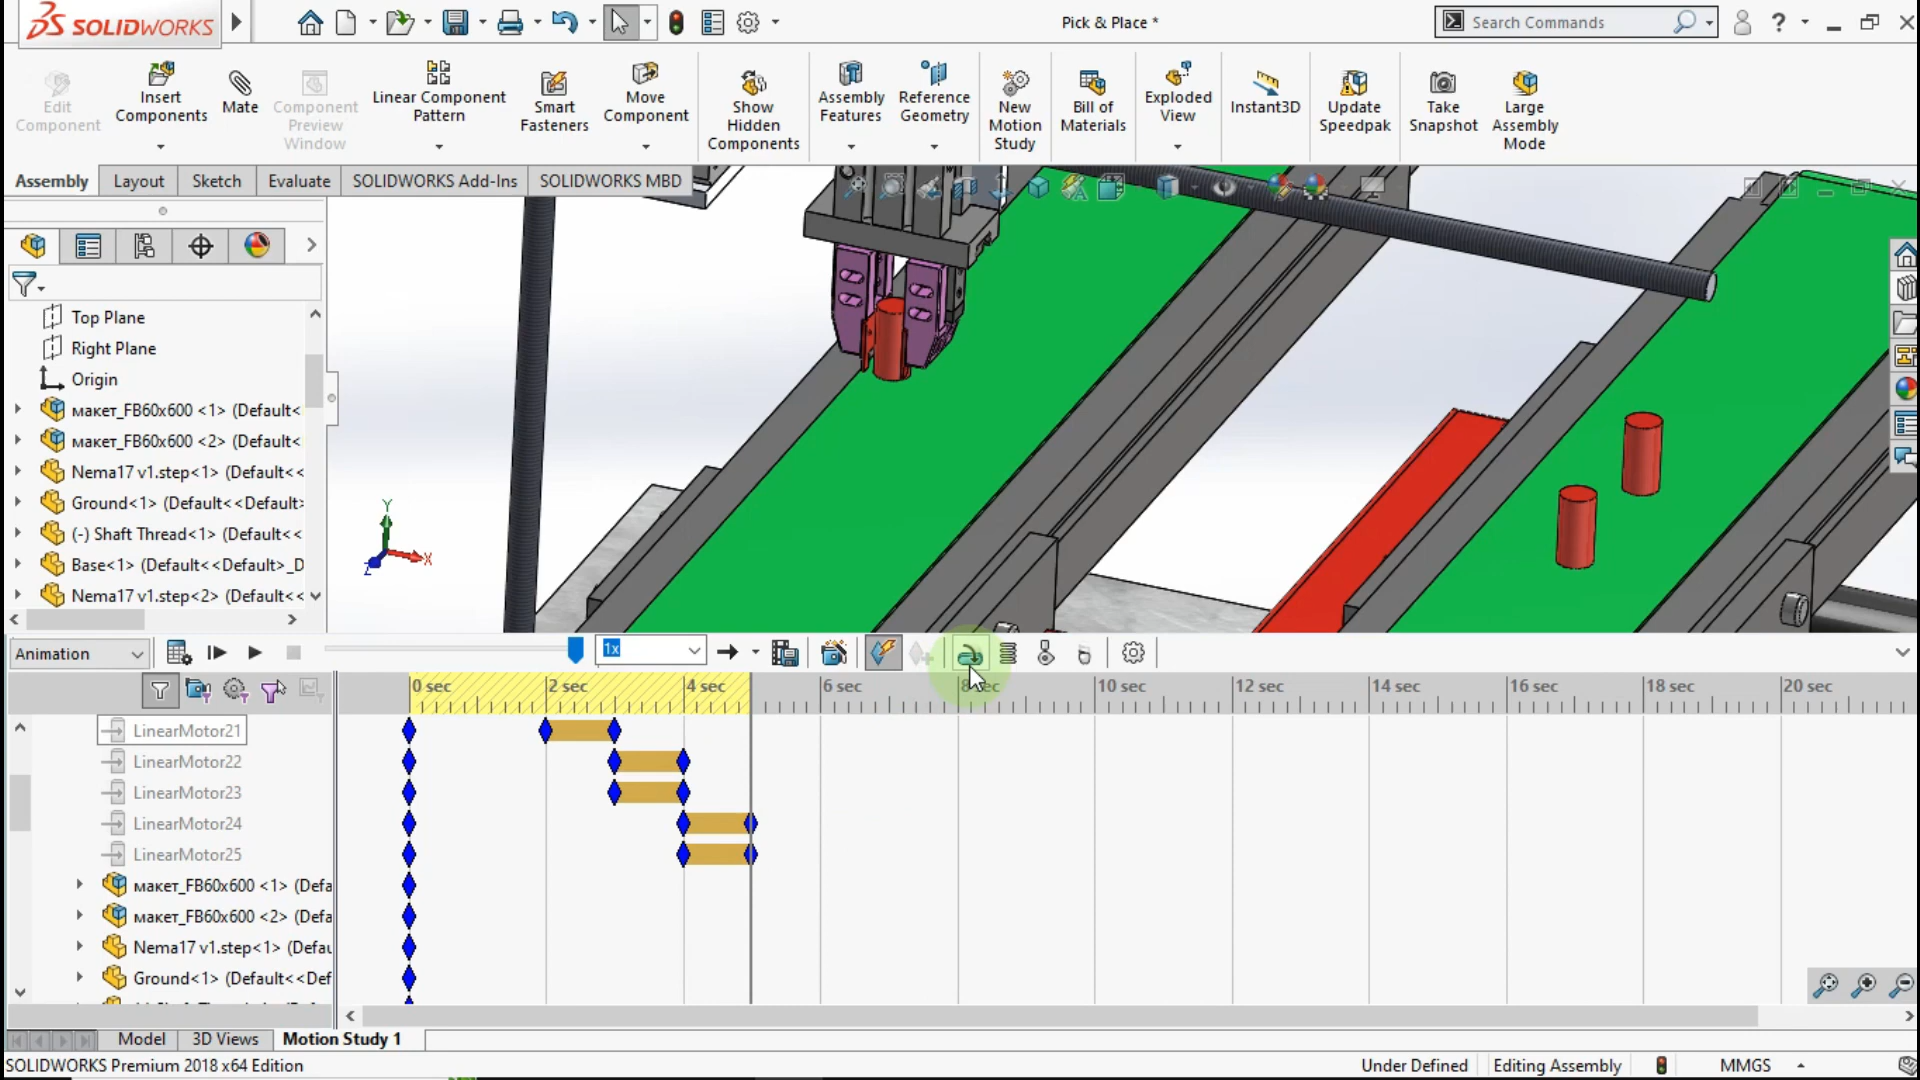 SOLIDWORKS
Pick & Place *
Search Commands
?
Edit
Component
Insert
Components
Mate
Component
Preview
Window
Linear Component
Pattern
Smart
Fasteners
Move
Component
Show
Hidden
Components
Assembly
Features
Reference
Geometry
New
Motion
Study
Bill of
Materials
Exploded
View
Instant3D
Update
Speedpak
Take
Snapshot
Large
Assembly
Mode
Assembly
Layout
Sketch
Evaluate
SOLIDWORKS Add-Ins
SOLIDWORKS MBD
Top Plane
Right Plane
Origin
макет_FB60x600 <1> (Default<
макет_FB60x600 <2> (Default<
Nema17 v1.step<1> (Default<<
Ground<1> (Default<<Default>
(-) Shaft Thread<1> (Default<<
Base<1> (Default<<Default>_D
Nema17 v1.step<2> (Default<<
Y
X
Z
Animation
1x
0 sec
2 sec
4 sec
6 sec
10 sec
12 sec
14 sec
16 sec
18 sec
20 sec
LinearMotor21
LinearMotor22
LinearMotor23
LinearMotor24
LinearMotor25
макет_FB60x600 <1> (Defa
макет_FB60x600 <2> (Defa
Nema17 v1.step<1> (Defau
Ground<1> (Default<<Def
Model
3D Views
Motion Study 1
SOLIDWORKS Premium 2018 x64 Edition
Under Defined
Editing Assembly
MMGS